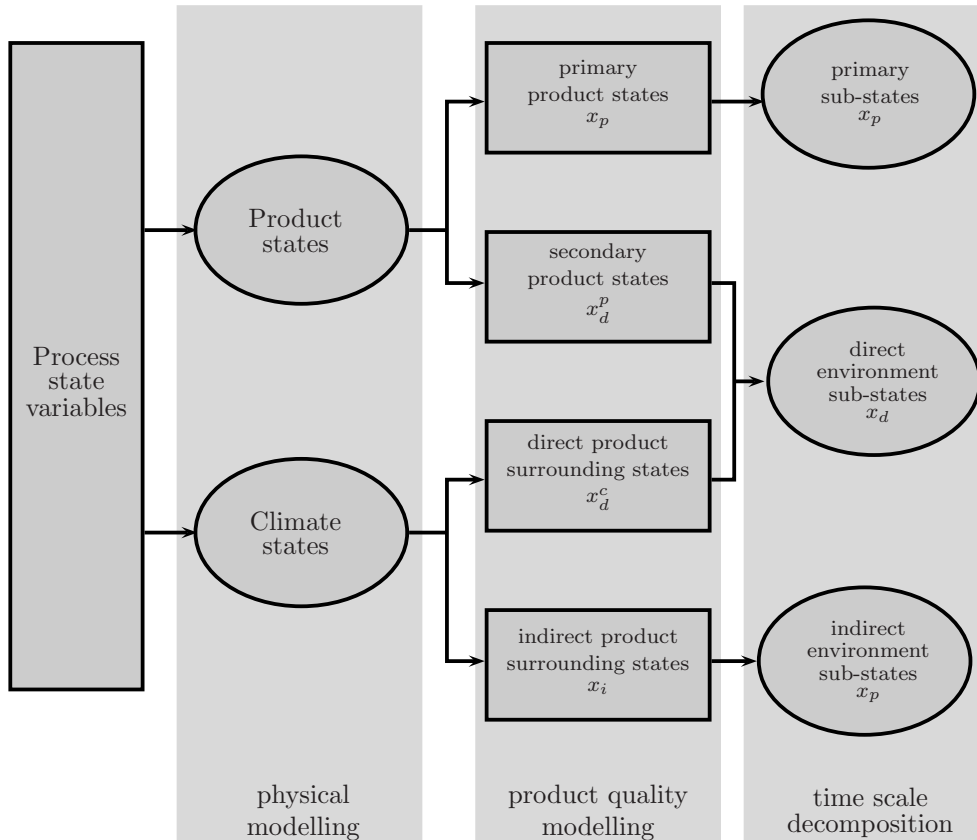 Process
state
variables
Product
states
Climate
states
primary
product states
x_p
secondary
product states
x_d^p
direct product
surrounding states
x_d^c
indirect product
surrounding states
x_i
primary
sub-states
x_p
direct
environment
sub-states
x_d
indirect
environment
sub-states
x_p
physical
modelling
product quality
modelling
time scale
decomposition